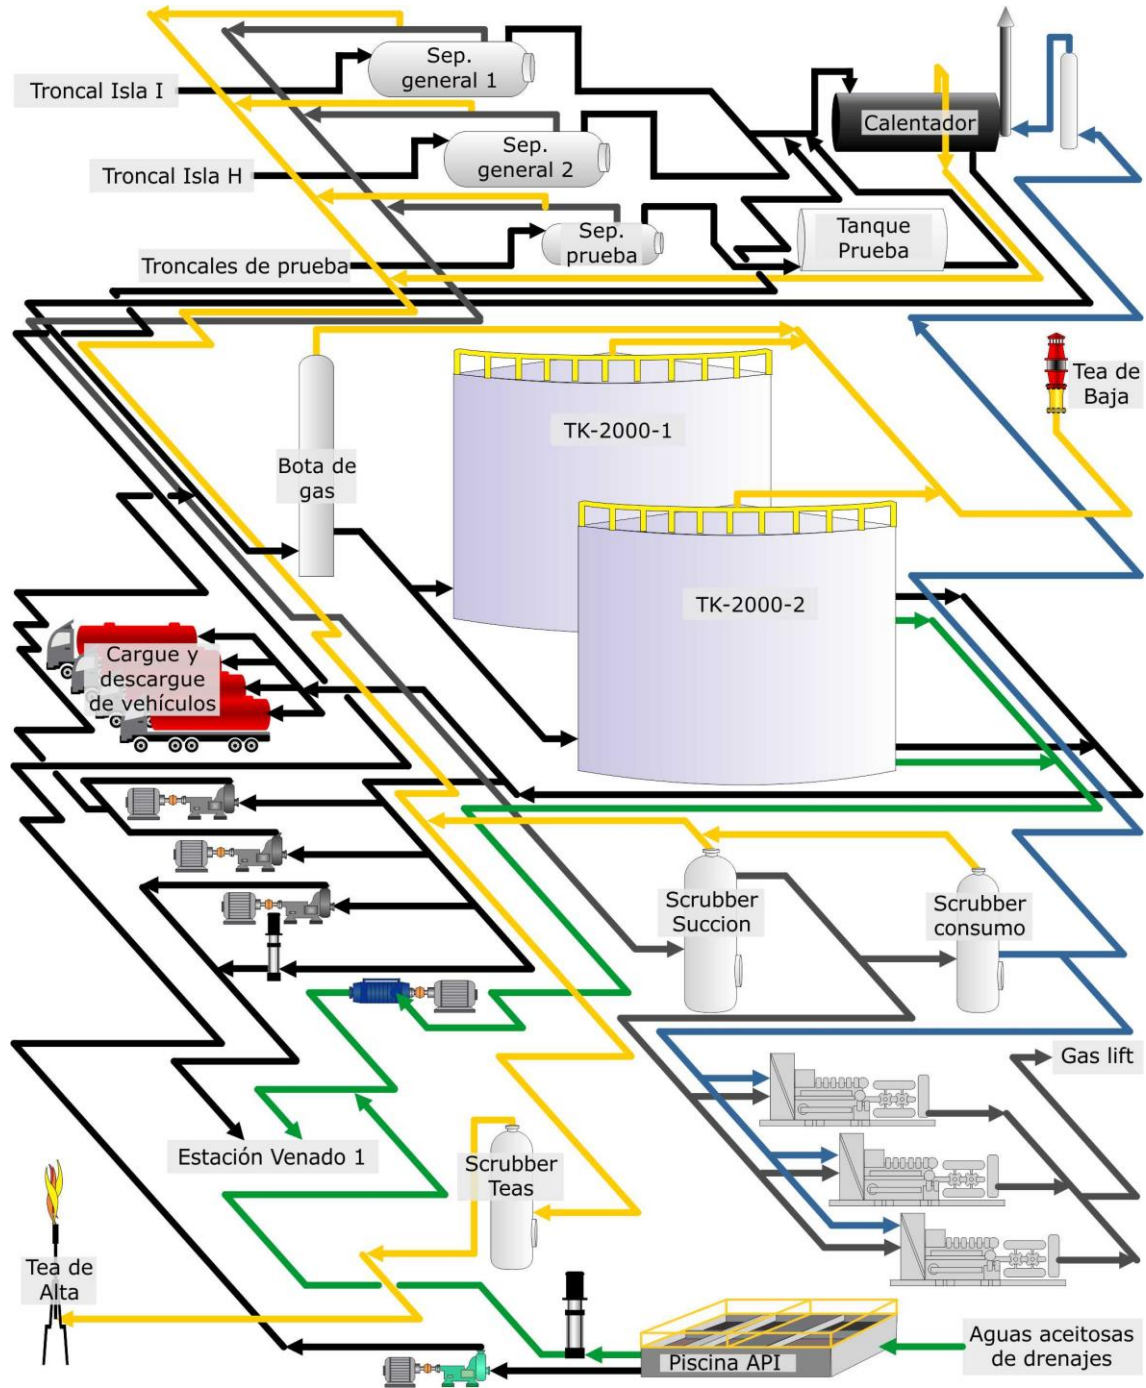 Sep.
general 1
Troncal Isla I
Calentador
Sep.
general 2
Troncal Isla H
Tanque
Prueba
Sep.
prueba
Troncales de prueba
Tea de
Baja
TK-2000-1
Bota de
gas
TK-2000-2
Cargue y
descargue
de vehículos
Scrubber
Succion
Scrubber
consumo
Gas lift
Estación Venado 1
Scrubber
Teas
Tea de
Alta
Piscina API
Aguas aceitosas
de drenajes